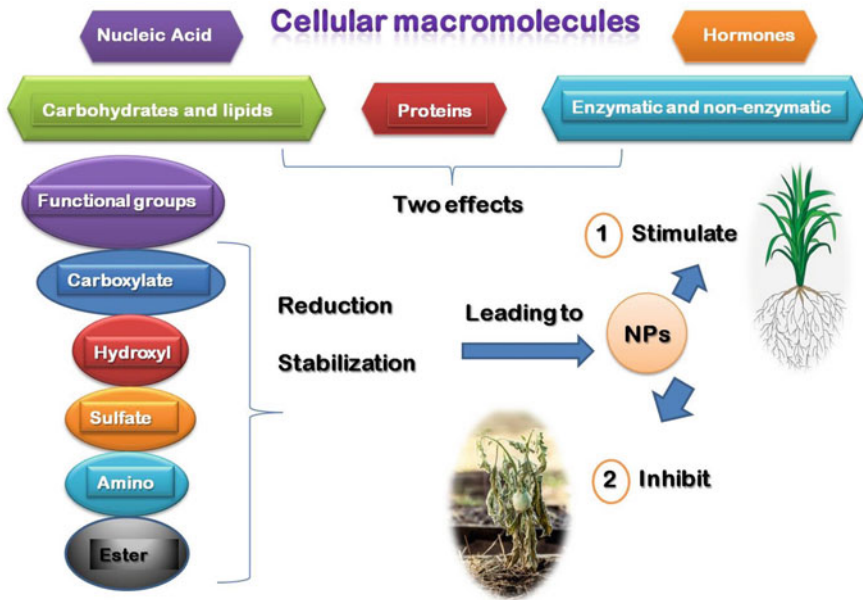 Cellular macromolecules
Nucleic Acid
Hormones
Carbohydrates and lipids
Proteins
Enzymatic and non-enzymatic
Functional groups
Two effects
1 Stimulate
Carboxylate
Reduction
Leading to
NPs
Hydroxyl
Stabilization
Sulfate
Amino
2 Inhibit
Ester